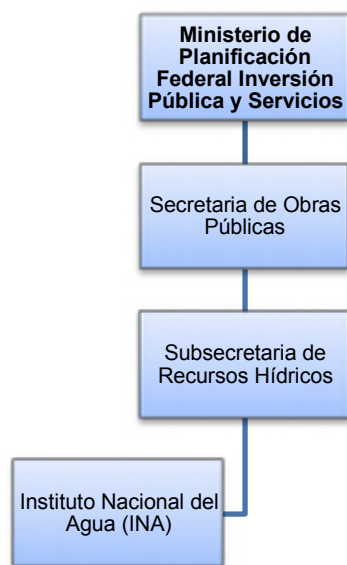 Ministerio de
Planificación
Federal Inversión
Pública y Servicios
Secretaria de Obras
Públicas
Subsecretaria de
Recursos Hídricos
Instituto Nacional del
Agua (INA)